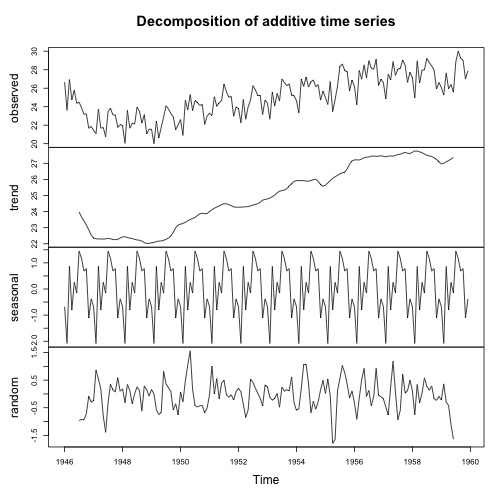 Decomposition of additive time series
observed
20 22 24 26 28 30
trend
22 23 24 25 26 27
seasonal
-2.0 -1.0 0.0 1.0
random
-1.5 -0.5 0.5 1.5
1946 1948 1950 1952 1954 1956 1958 1960
Time